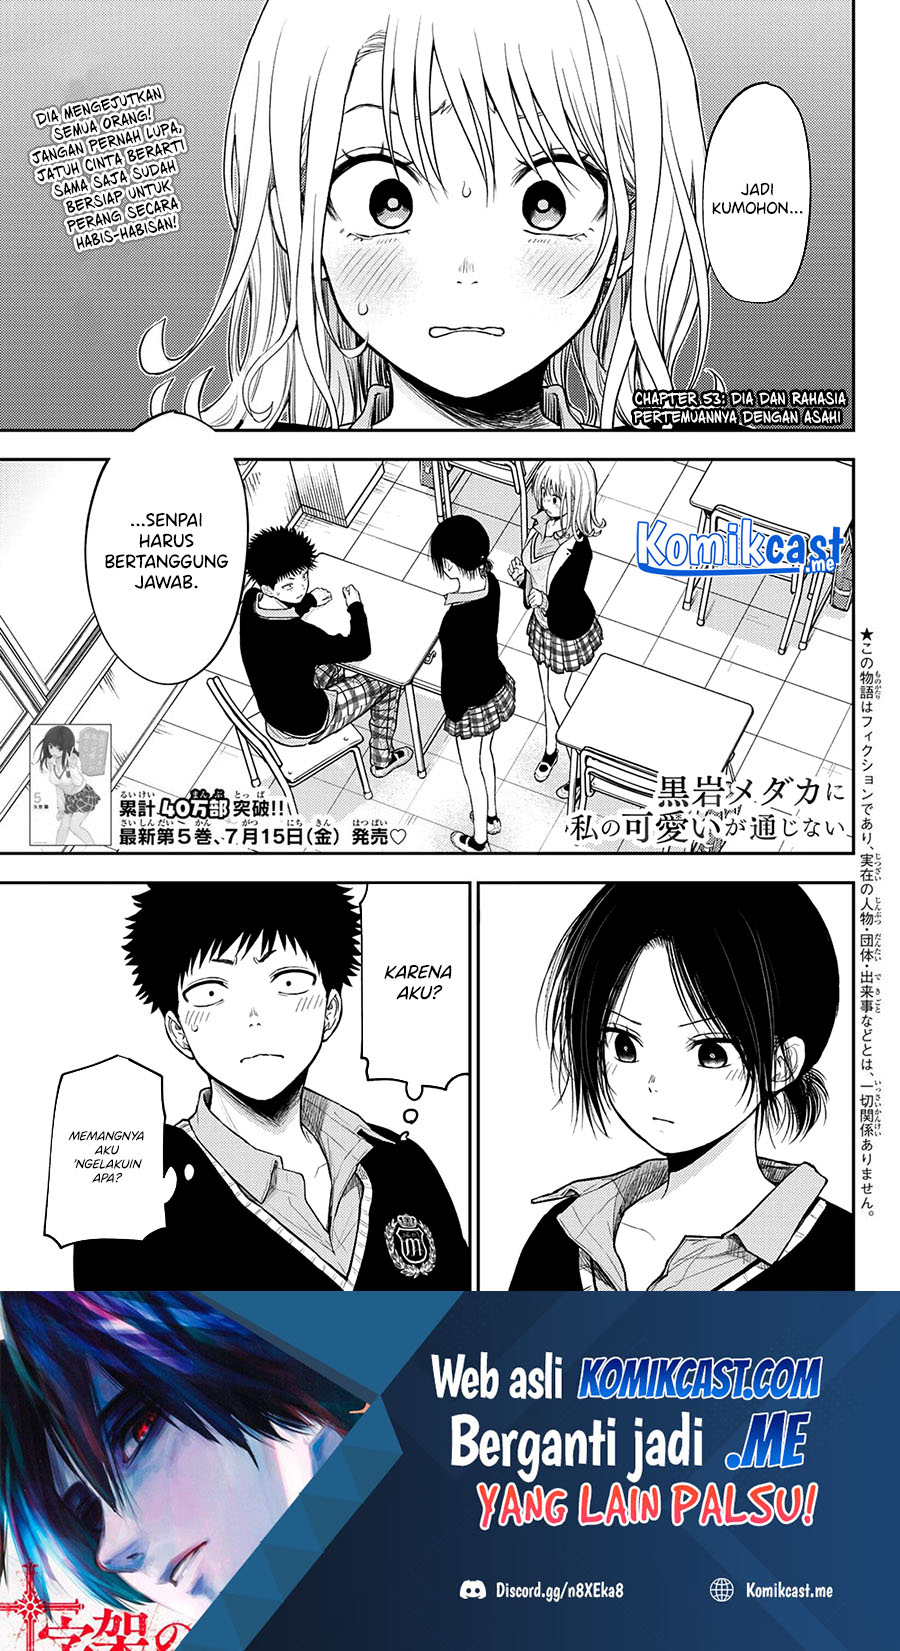 DIA MENGEJUTKAN
SEMUA ORANG!
JANGAN PERNAH LUPA,
JATUH CINTA BERARTI
SAMA SAJA SUDAH
BERSIAP UNTUK
PERANG SECARA
HABIS-HABISAN!
JADI
KUMOHON...
CHAPTER 53: DIA DAN RAHASIA
PERTEMUANNYA DENGAN ASAHI
...SENPAI
HARUS
BERTANGGUNG
JAWAB.
Komikcast
.me
5
累計40万部突破!!
最新第5巻、7月15日(金)発売♡
黒岩メダカに
私の可愛いが通じない
★この物語はフィクションであり、実在の人物・団体・出来事などとは、一切関係ありません。
KARENA
AKU?
MEMANGNYA
AKU
'NGELAKUIN
APA?
Web asli KOMIKCAST.COM
Berganti jadi .ME
YANG LAIN PALSU!
Discord.gg/n8XEka8
Komikcast.me
字架の